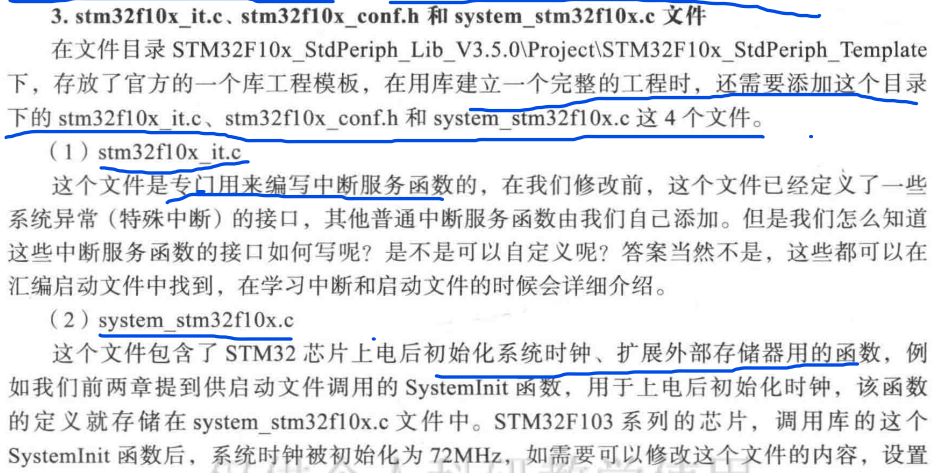 3. stm32f10x_it.c、stm32f10x_conf.h 和 system_stm32f10x.c 文件
在文件目录 STM32F10x_StdPeriph_Lib_V3.5.0\Project\STM32F10x_StdPeriph_Template
下，存放了官方的一个库工程模板，在用库建立一个完整的工程时，还需要添加这个目录
下的 stm32f10x_it.c、stm32f10x_conf.h 和 system_stm32f10x.c 这 4 个文件。
（1）stm32f10x_it.c
这个文件是专门用来编写中断服务函数的，在我们修改前，这个文件已经定义了一些
系统异常（特殊中断）的接口，其他普通中断服务函数由我们自己添加。但是我们怎么知道
这些中断服务函数的接口如何写呢？是不是可以自定义呢？答案当然不是，这些都可以在
汇编启动文件中找到，在学习中断和启动文件的时候会详细介绍。
（2）system_stm32f10x.c
这个文件包含了 STM32 芯片上电后初始化系统时钟、扩展外部存储器用的函数，例
如我们前两章提到供启动文件调用的 SystemInit 函数，用于上电后初始化时钟，该函数
的定义就存储在 system_stm32f10x.c 文件中。STM32F103 系列的芯片，调用库的这个
SystemInit 函数后，系统时钟被初始化为 72MHz，如需要可以修改这个文件的内容，设置